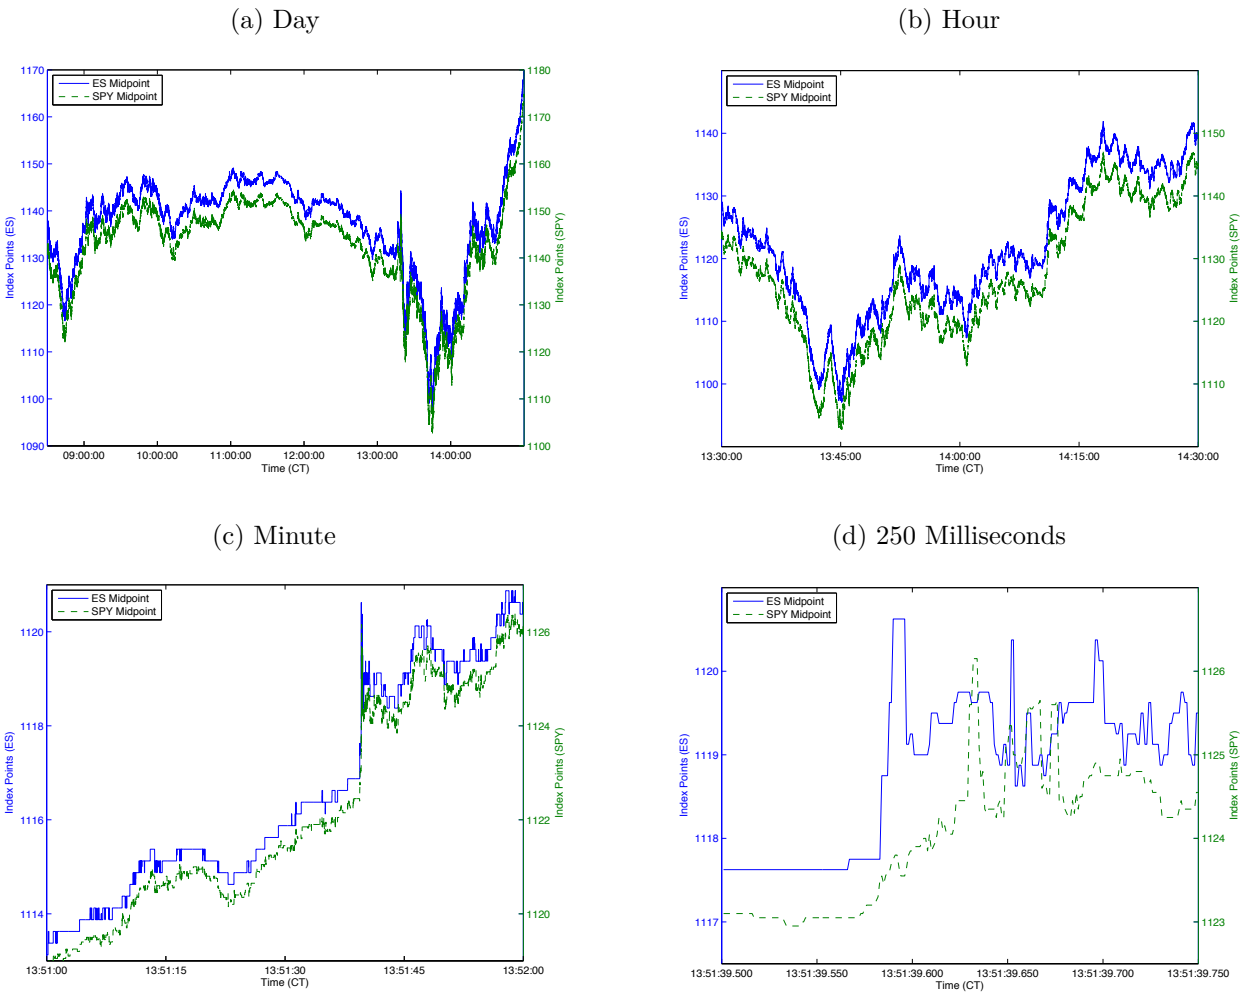 (a) Day
ES Midpoint
SPY Midpoint
1170
1160
1150
1140
1130
1120
1110
1100
1090
Index Points (ES)
1180
1170
1160
1150
1140
1130
1120
1110
1100
Index Points (SPY)
09:00:00 10:00:00 11:00:00 12:00:00 13:00:00 14:00:00
Time (CT)
(b) Hour
ES Midpoint
SPY Midpoint
1140
1130
1120
1110
1100
Index Points (ES)
1150
1140
1130
1120
1110
Index Points (SPY)
13:30:00 13:45:00 14:00:00 14:15:00 14:30:00
Time (CT)
(c) Minute
ES Midpoint
SPY Midpoint
1120
1118
1116
1114
Index Points (ES)
1126
1124
1122
1120
Index Points (SPY)
13:51:00 13:51:15 13:51:30 13:51:45 13:52:00
Time (CT)
(d) 250 Milliseconds
ES Midpoint
SPY Midpoint
1120
1119
1118
1117
Index Points (ES)
1126
1125
1124
1123
Index Points (SPY)
13:51:39.500 13:51:39.550 13:51:39.600 13:51:39.650 13:51:39.700 13:51:39.750
Time (CT)